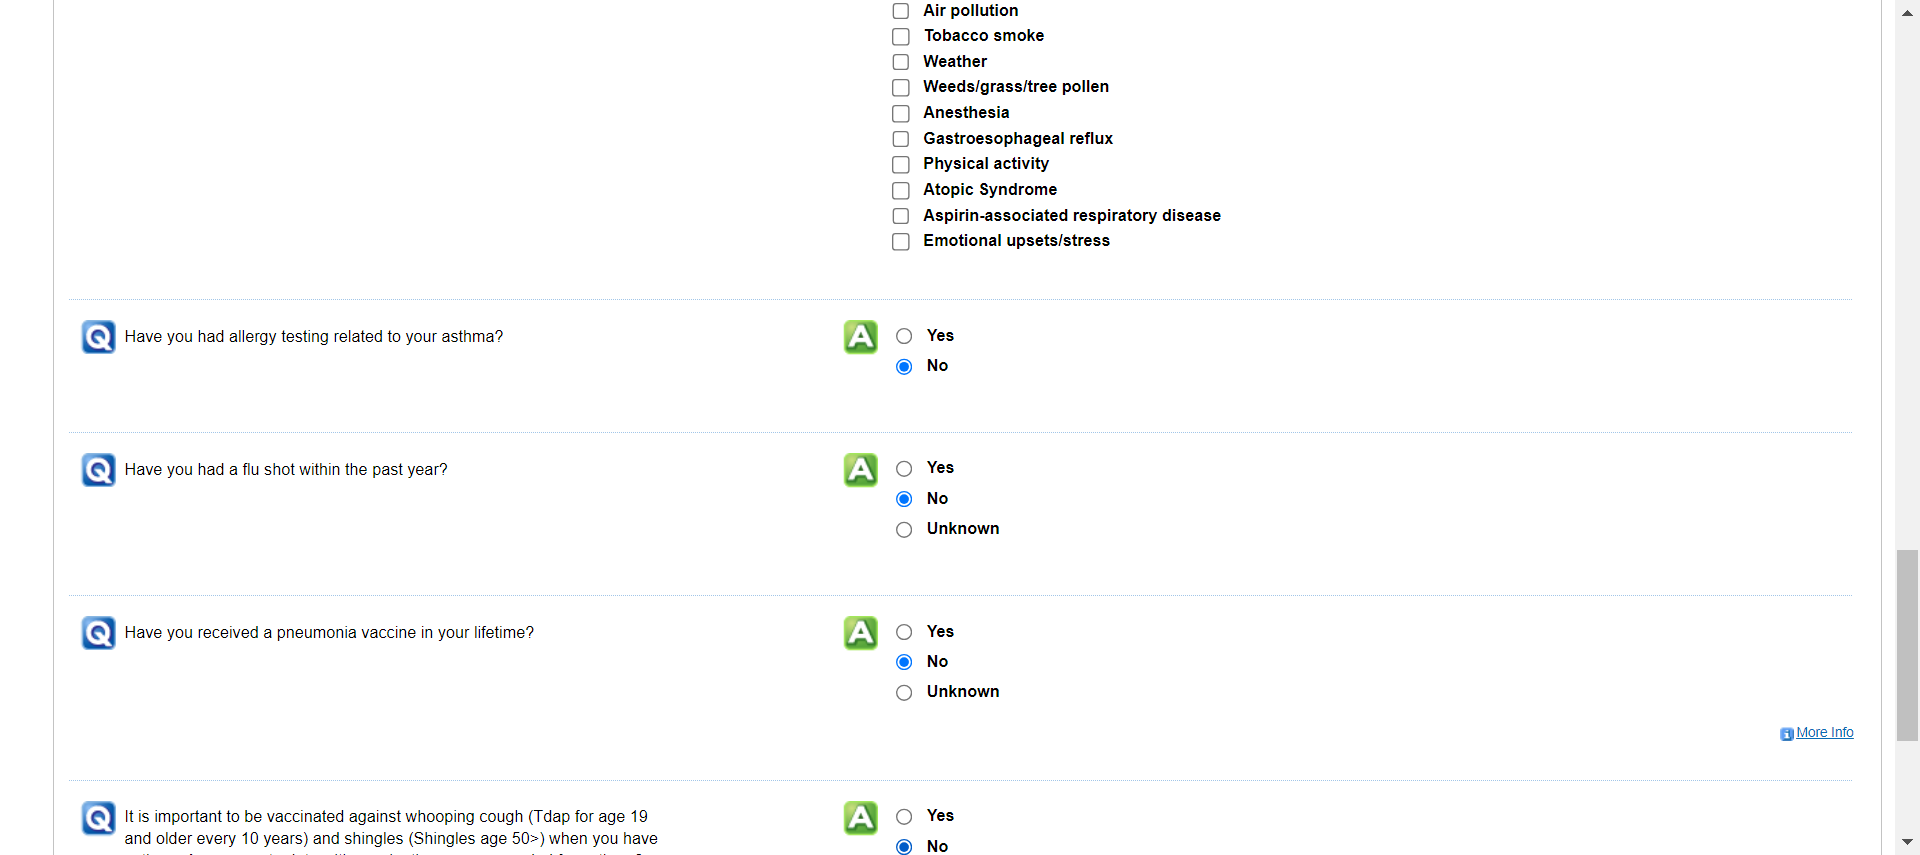 Air pollution
Tobacco smoke
Weather
Weeds/grass/tree pollen
Anesthesia
Gastroesophageal reflux
Physical activity
Atopic Syndrome
Aspirin-associated respiratory disease
Emotional upsets/stress
Q Have you had allergy testing related to your asthma?
A Yes
No
Q Have you had a flu shot within the past year?
A Yes
No
Unknown
Q Have you received a pneumonia vaccine in your lifetime?
A Yes
No
Unknown
More Info
Q It is important to be vaccinated against whooping cough (Tdap for age 19
and older every 10 years) and shingles (Shingles age 50>) when you have
A Yes
No